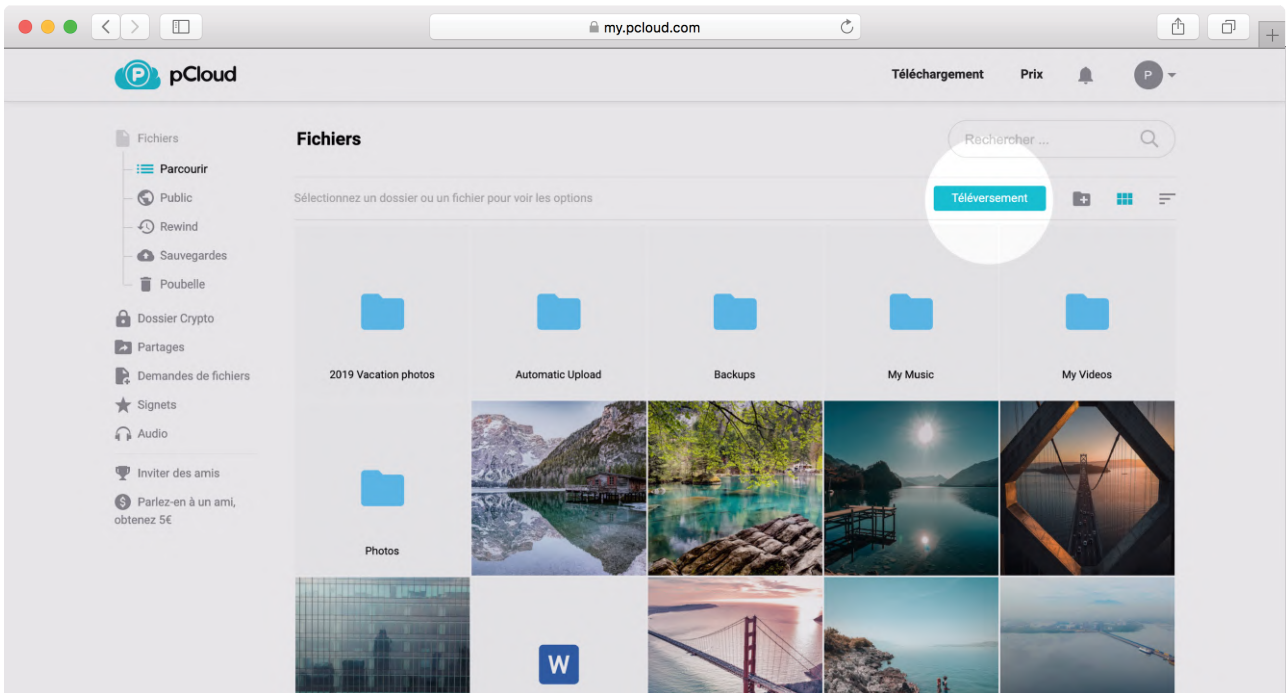 my.pcloud.com
P pCloud
Téléchargement Prix P
Fichiers
Parcourir
Public
Rewind
Sauvegardes
Poubelle
Dossier Crypto
Partages
Demandes de fichiers
Signets
Audio
Inviter des amis
$ Parlez-en à un ami,
obtenez 5€
Fichiers
Rechercher ...
Sélectionnez un dossier ou un fichier pour voir les options
Téléversement
2019 Vacation photos
Automatic Upload
Backups
My Music
My Videos
Photos
W